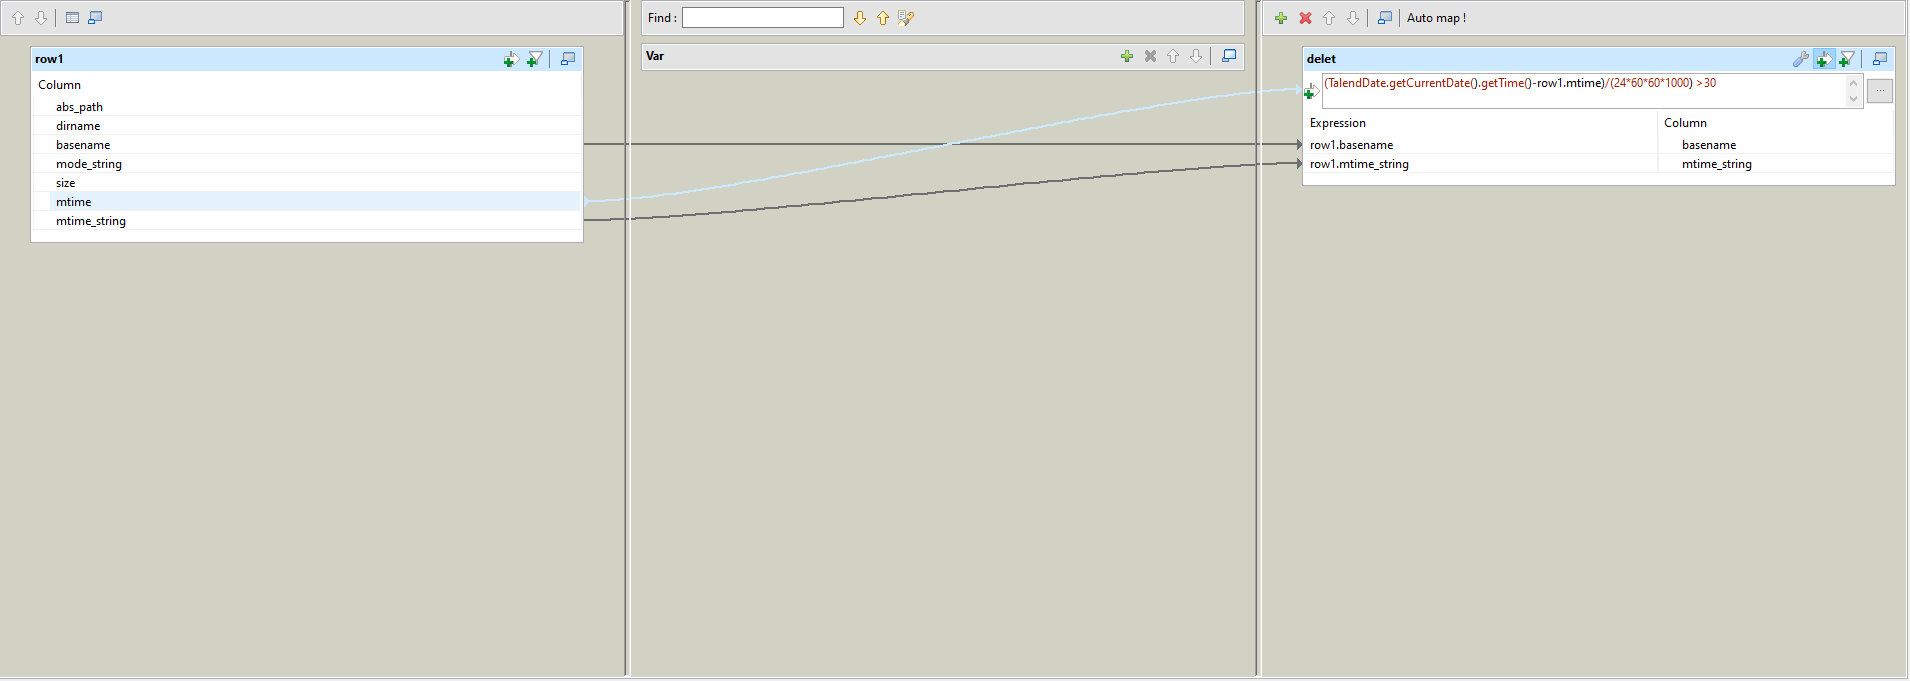 Find :
Auto map !
row1
Column
abs_path
dirname
basename
mode_string
size
mtime
mtime_string
Var
delet
(TalendDate.getCurrentDate().getTime()-row1.mtime)/(24*60*60*1000) >30
...
Expression Column
row1.basename basename
row1.mtime_string mtime_string